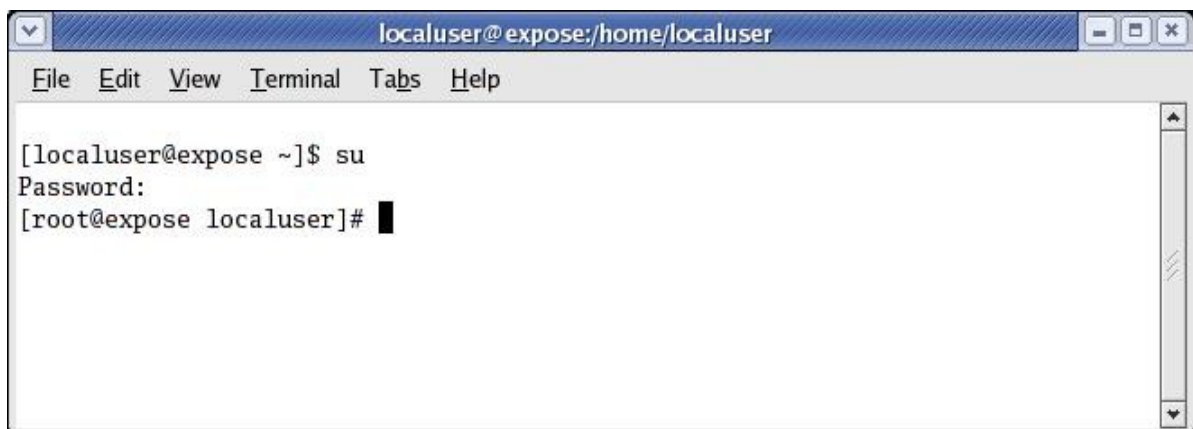 localuser@expose:/home/localuser
File Edit View Terminal Tabs Help
[localuser@expose ~]$ su
Password:
[root@expose localuser]#